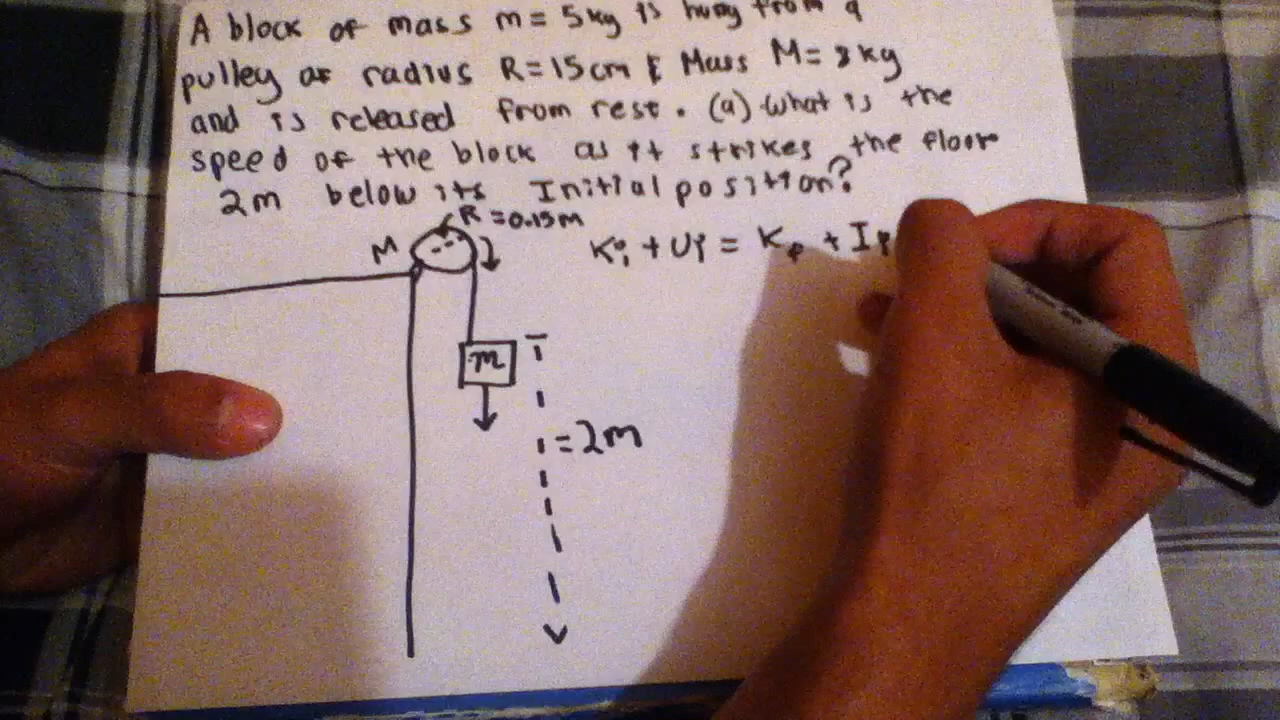 A block of mass m = 5kg is hung from a
pulley of radius R = 15cm & Mass M = 8kg
and is released from rest. (a) what is the
speed of the block as it strikes the floor
2m below its Initial position?
R = 0.15m
M
Ki + Ui = Kf + I
m
= 2m